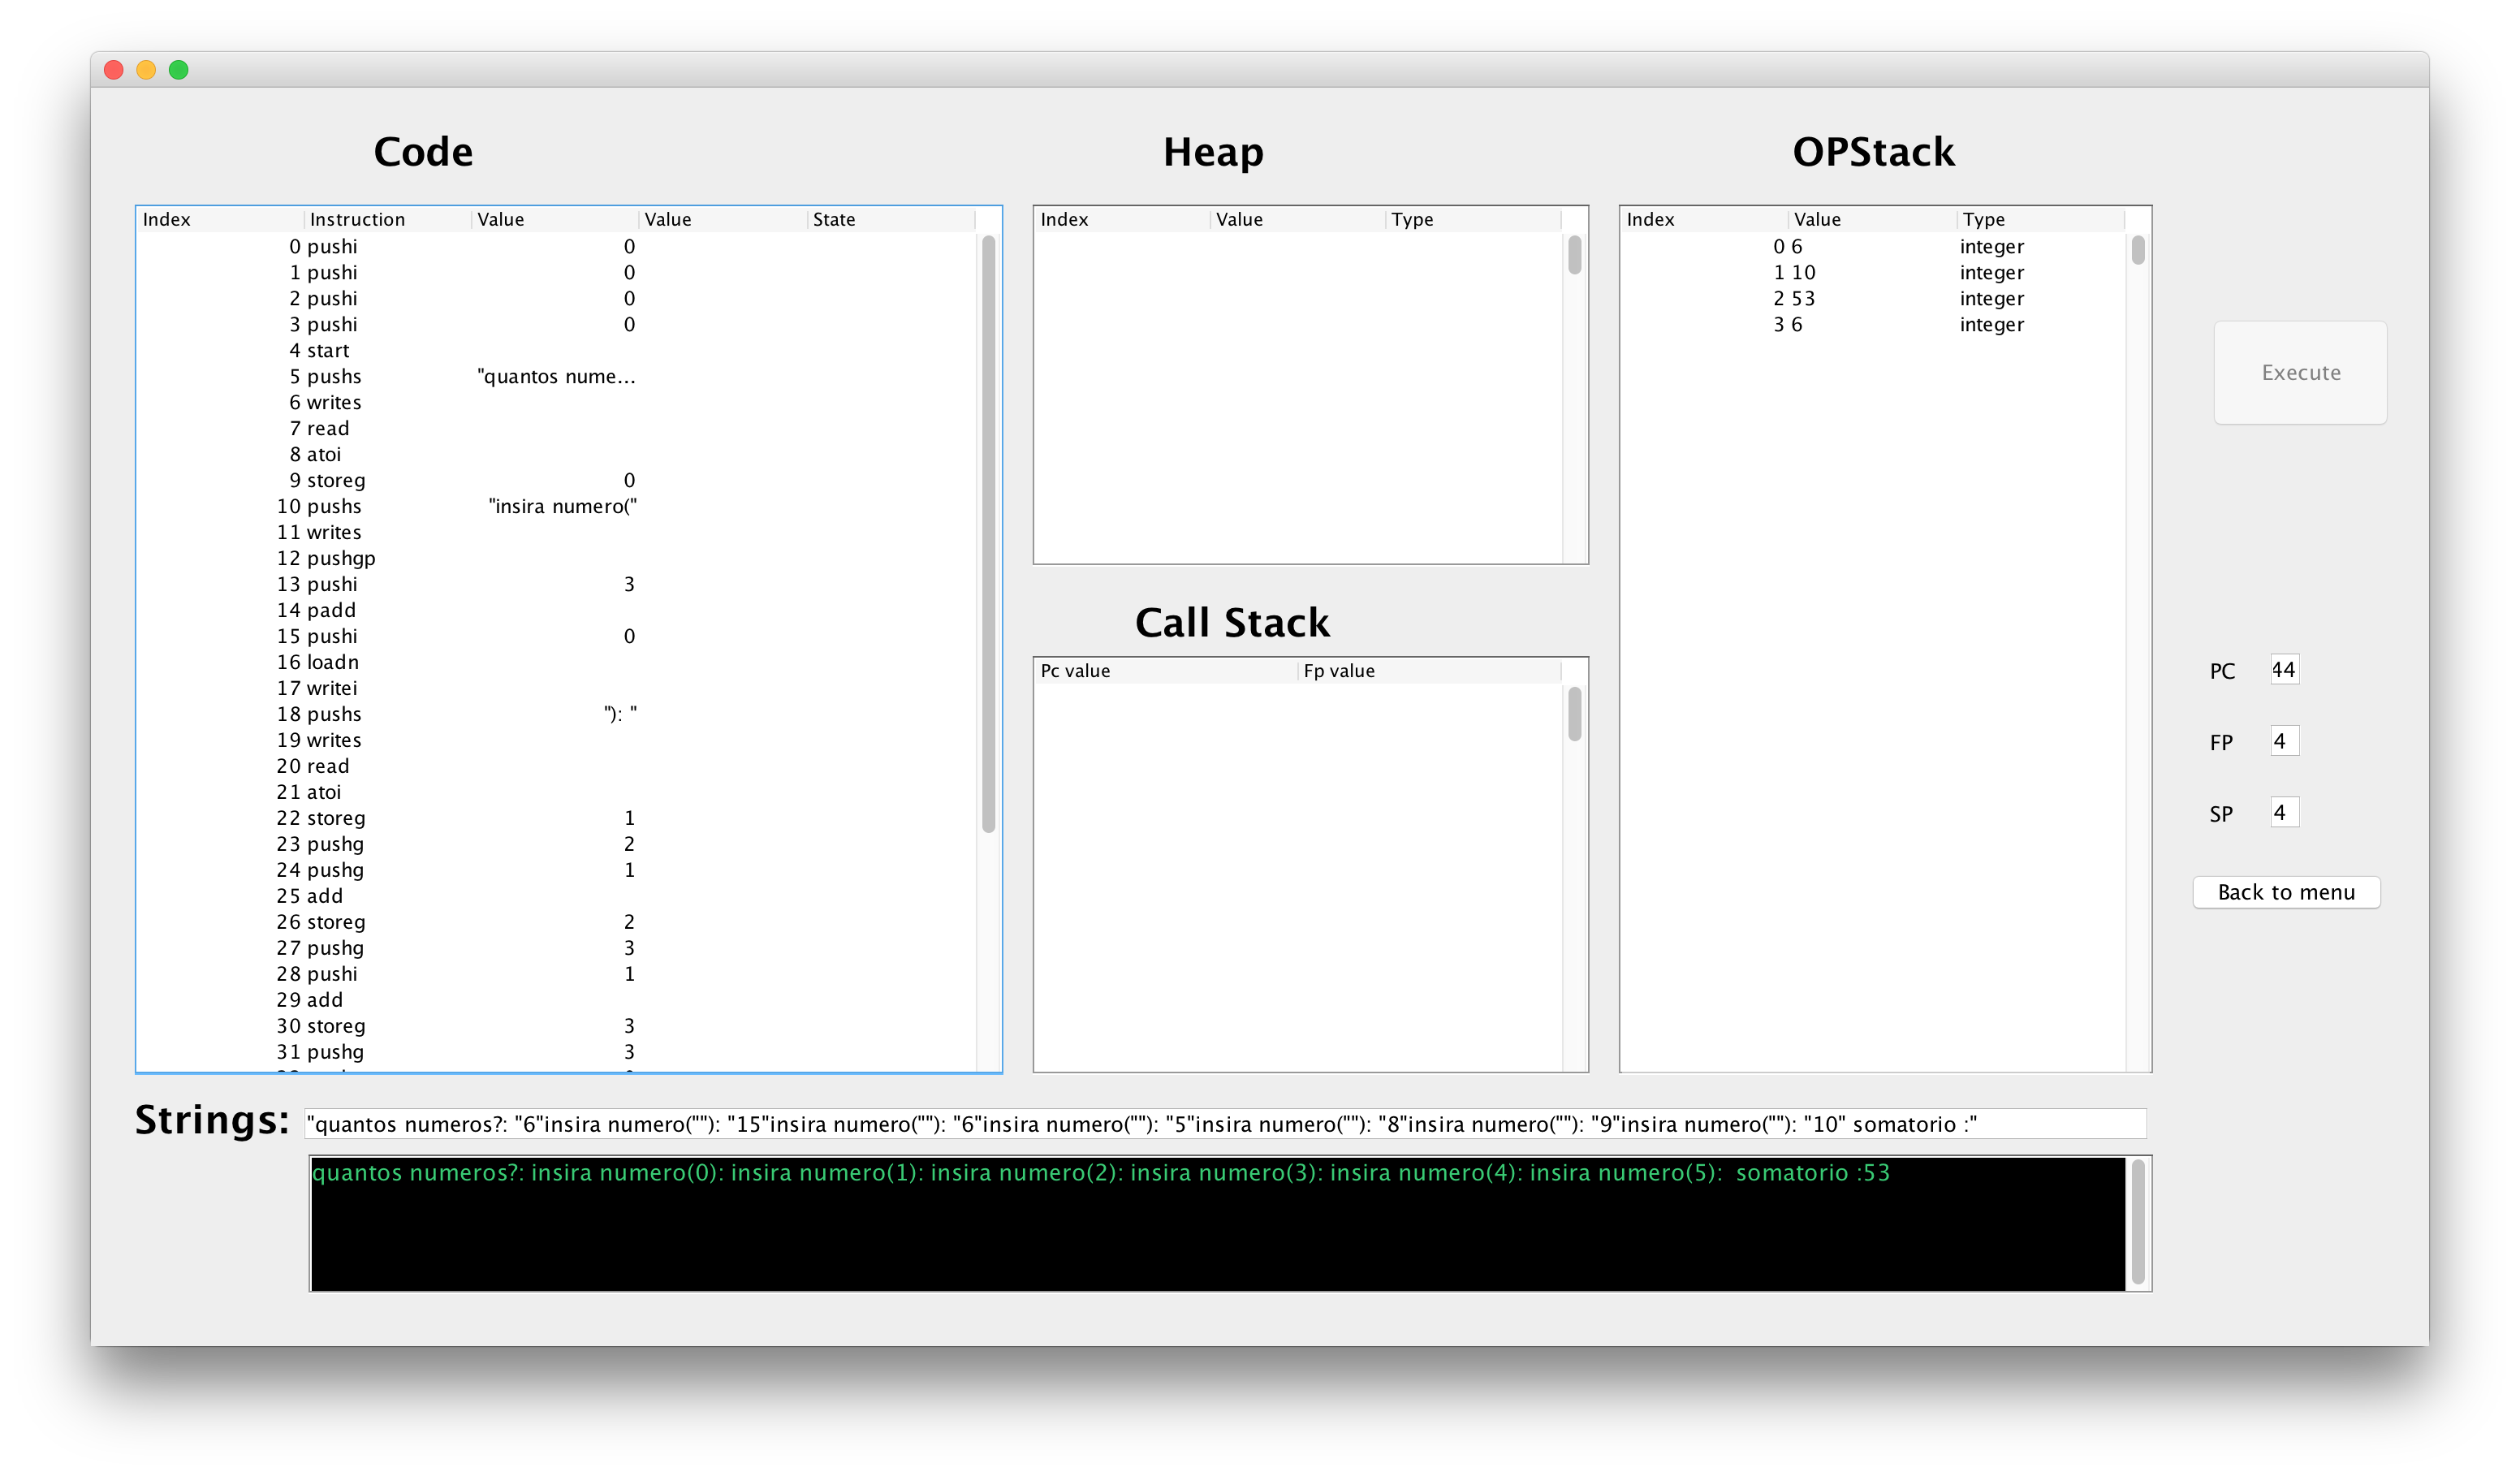 Code
Index Instruction Value Value State
0 pushi 0
1 pushi 0
2 pushi 0
3 pushi 0
4 start
5 pushs "quantos nume...
6 writes
7 read
8 atoi
9 storeg 0
10 pushs "insira numero("
11 writes
12 pushgp
13 pushi 3
14 padd
15 pushi 0
16 loadn
17 writei
18 pushs "): "
19 writes
20 read
21 atoi
22 storeg 1
23 pushg 2
24 pushg 1
25 add
26 storeg 2
27 pushg 3
28 pushi 1
29 add
30 storeg 3
31 pushg 3
Heap
Index Value Type
Call Stack
Pc value Fp value
OPStack
Index Value Type
0 6 integer
1 10 integer
2 53 integer
3 6 integer
Execute
PC 44
FP 4
SP 4
Back to menu
Strings: "quantos numeros?: "6"insira numero(""): "15"insira numero(""): "6"insira numero(""): "5"insira numero(""): "8"insira numero(""): "9"insira numero(""): "10" somatorio :"
quantos numeros?: insira numero(0): insira numero(1): insira numero(2): insira numero(3): insira numero(4): insira numero(5):  somatorio :53